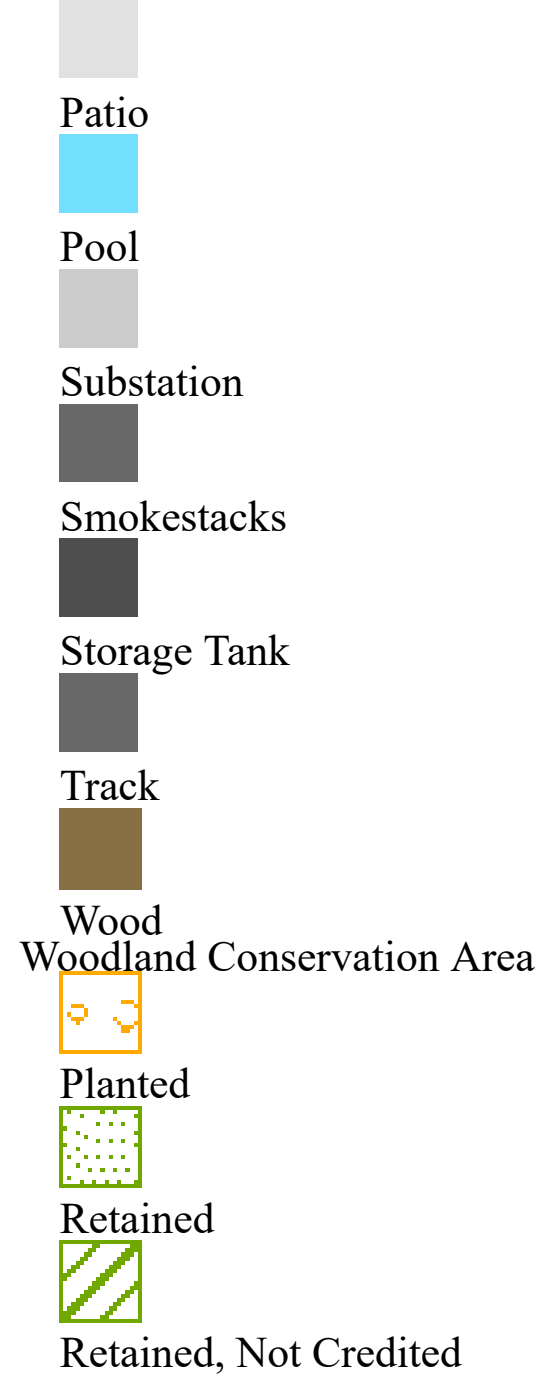 Patio
Pool
Substation
Smokestacks
Storage Tank
Track
Wood
Woodland Conservation Area
Planted
Retained
Retained, Not Credited